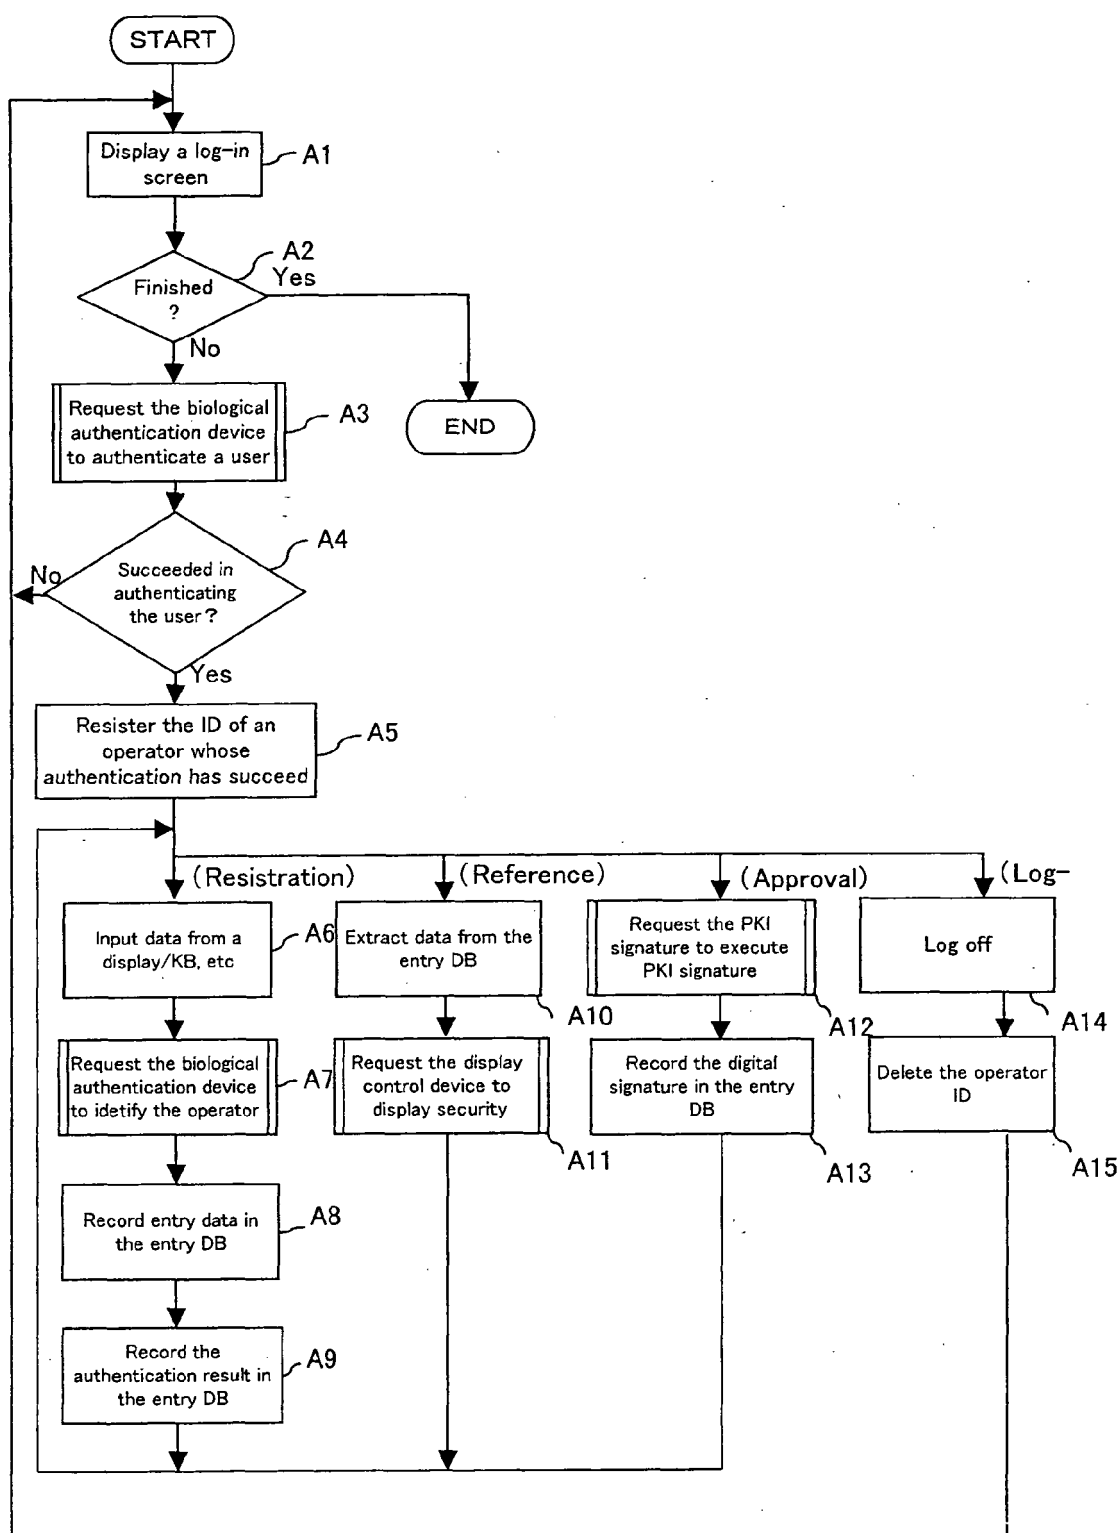 START
Display a log-in
screen
A1
A2
Finished
?
Yes
No
Request the biological
authentication device
to authenticate a user
A3
END
A4
Succeeded in
authenticating
the user?
No
Yes
Resister the ID of an
operator whose
authentication has succeed
A5
(Resistration)
(Reference)
(Approval)
(Log-
Input data from a
display/KB, etc
A6
Extract data from the
entry DB
A10
Request the PKI
signature to execute
PKI signature
A12
Log off
A14
Request the biological
authentication device
to idetify the operator
A7
Request the display
control device to
display security
A11
Record the digital
signature in the entry
DB
A13
Delete the operator
ID
A15
Record entry data in
the entry DB
A8
Record the
authentication result in
the entry DB
A9